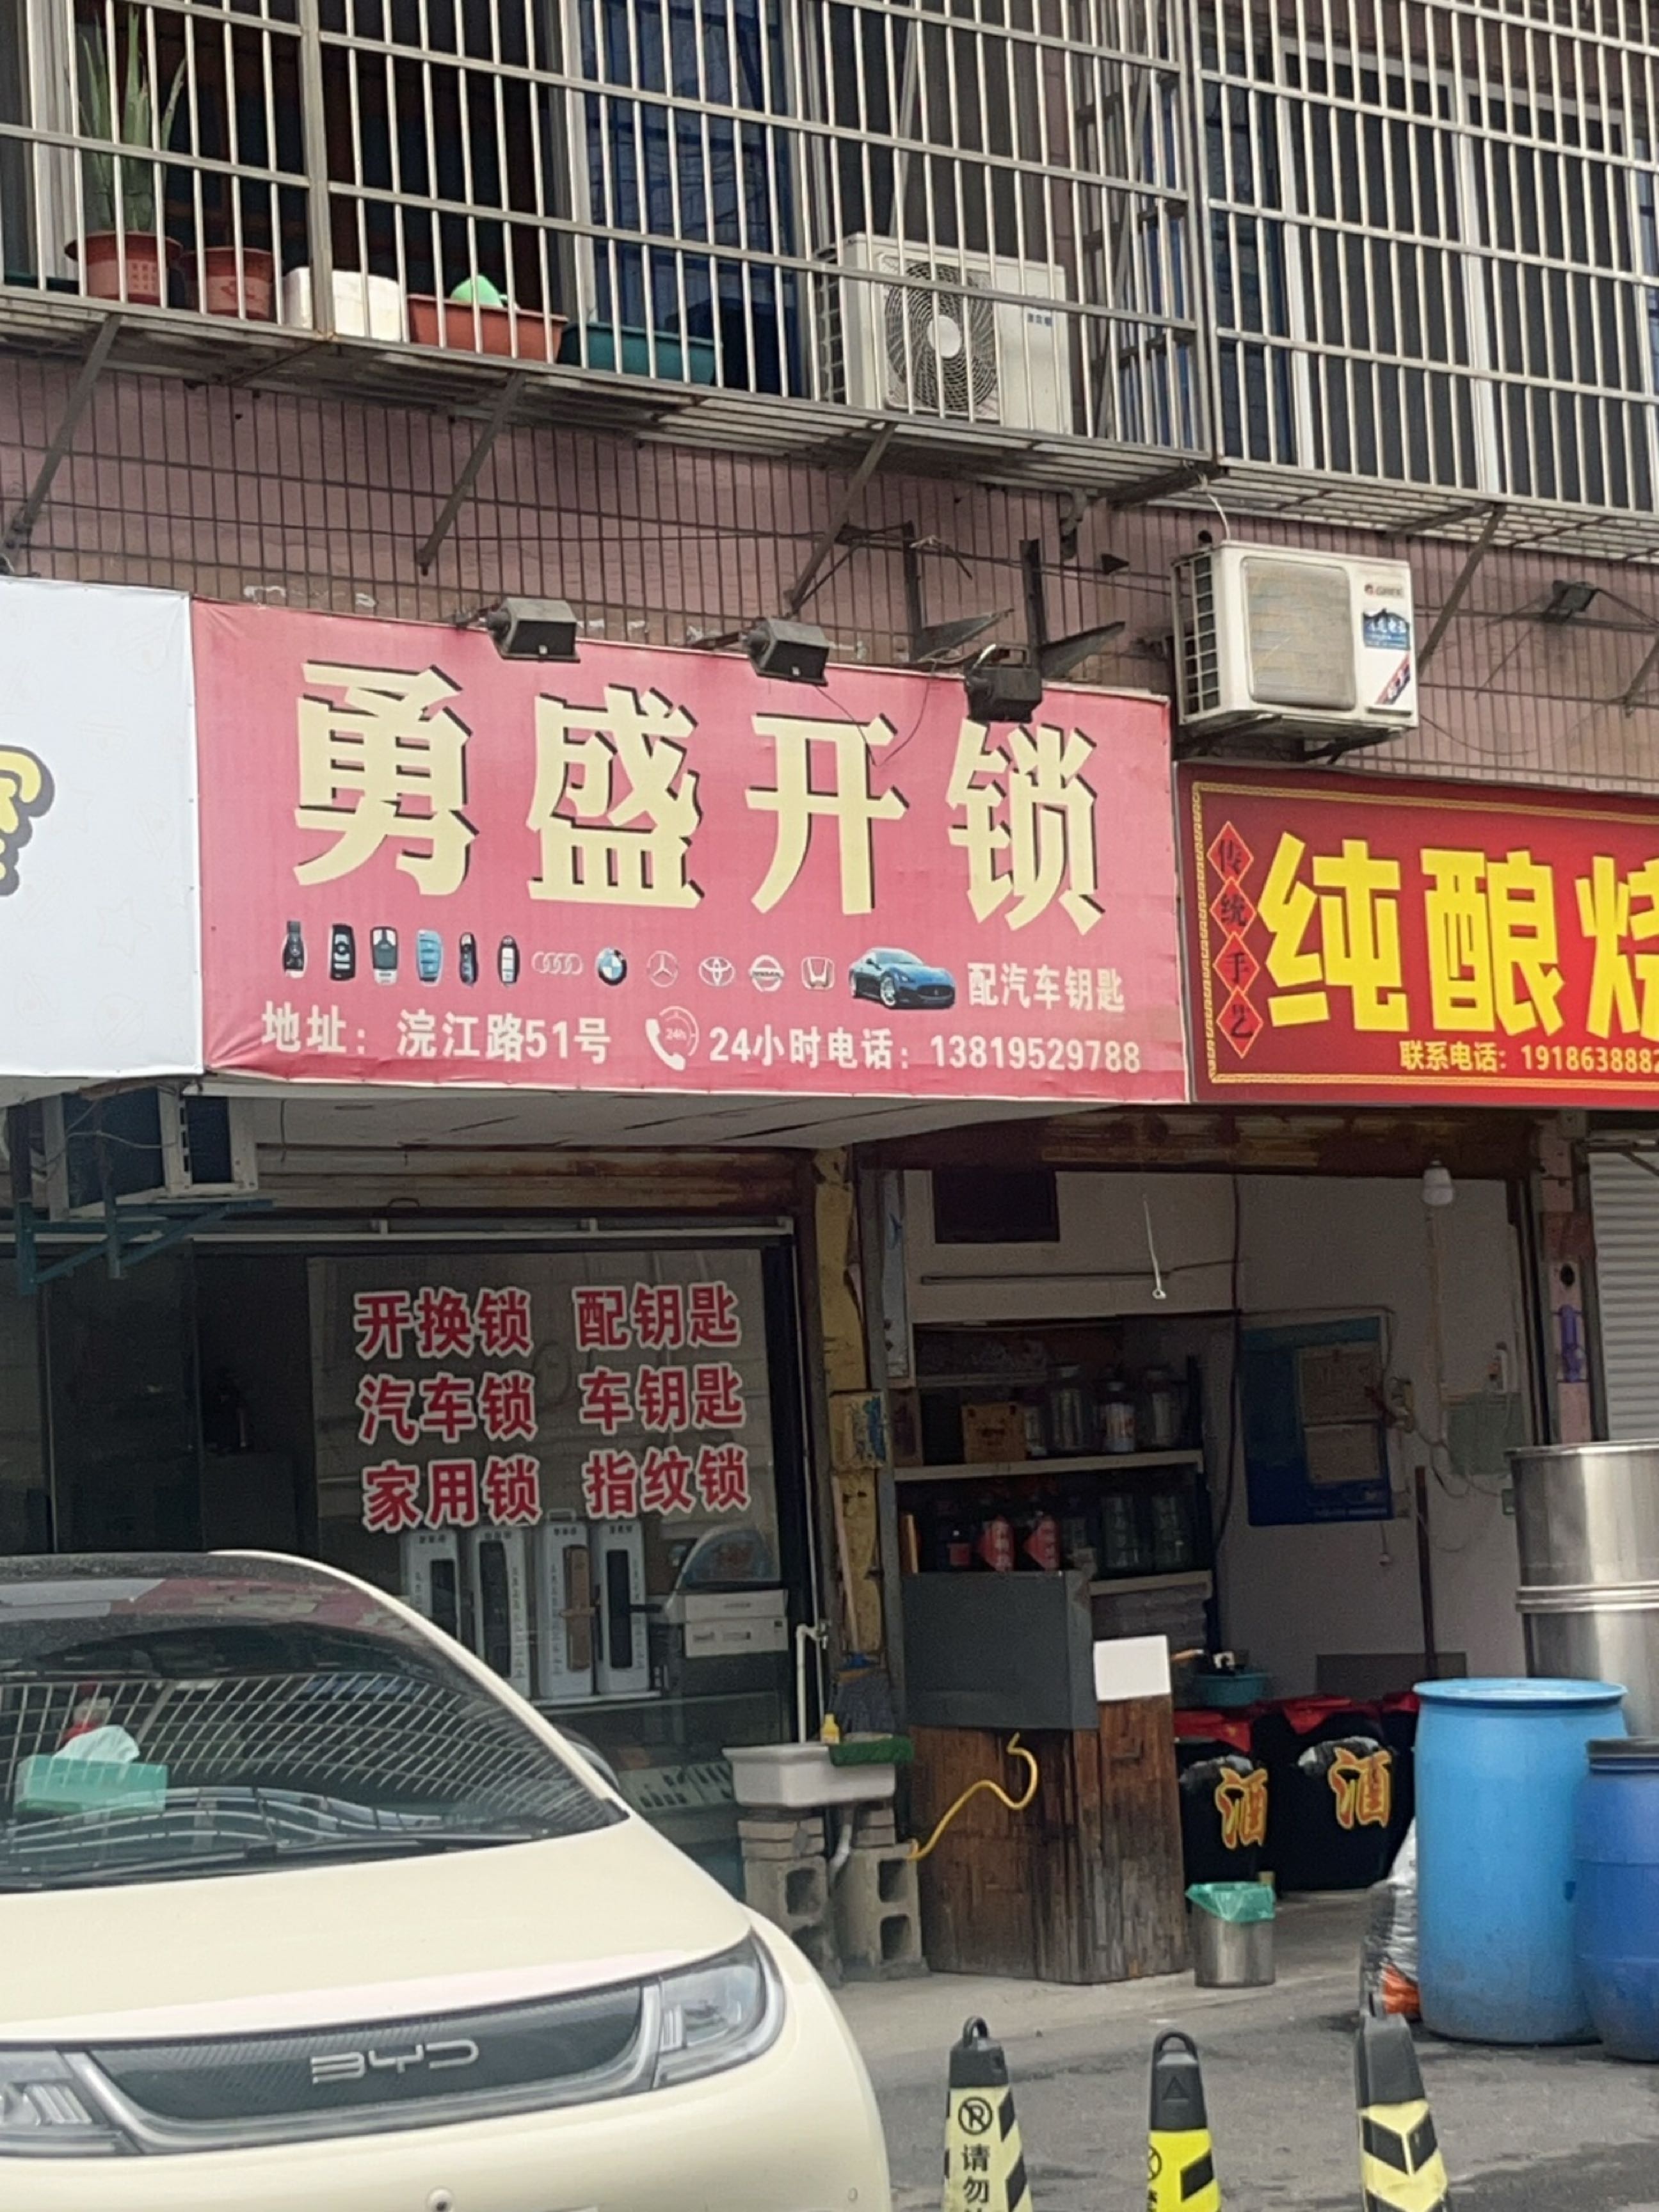 勇盛开锁
配汽车钥匙
地址：浣江路51号 24h 24小时电话：13819529788
传统手艺
纯酿烧
联系电话：1918638882
GREE
开换锁 配钥匙
汽车锁 车钥匙
家用锁 指纹锁
酒 酒
BYD
请勿